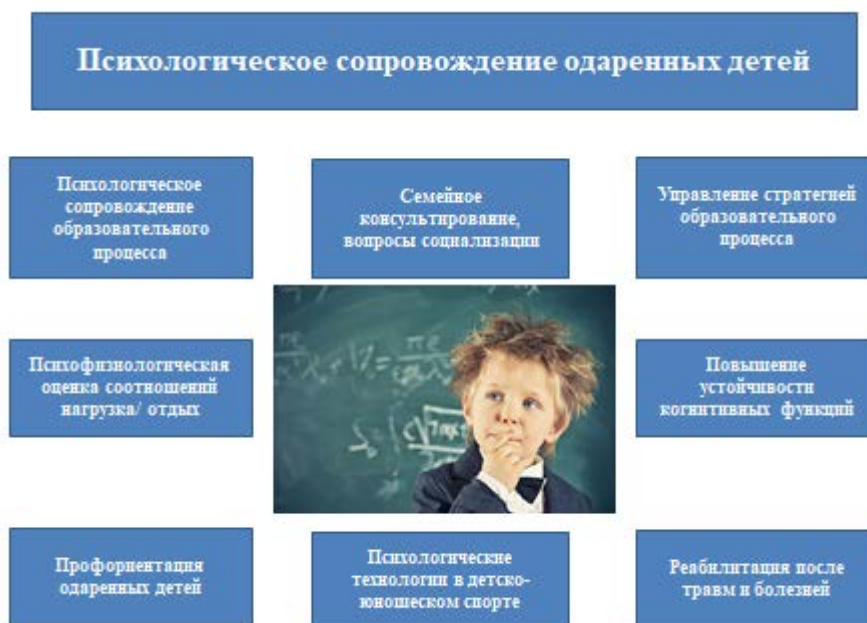 Психологическое сопровождение одаренных детей
Психологическое
сопровождение
образовательного
процесса
Семейное
консультирование,
вопросы социализации
Управление стратегией
образовательного
процесса
Психофизиологическая
оценка соотношений
нагрузка/ отдых
Повышение
устойчивости
когнитивных функций
Профориентация
одаренных детей
Психологические
технологии в детско-
юношеском спорте
Реабилитация после
травм и болезней